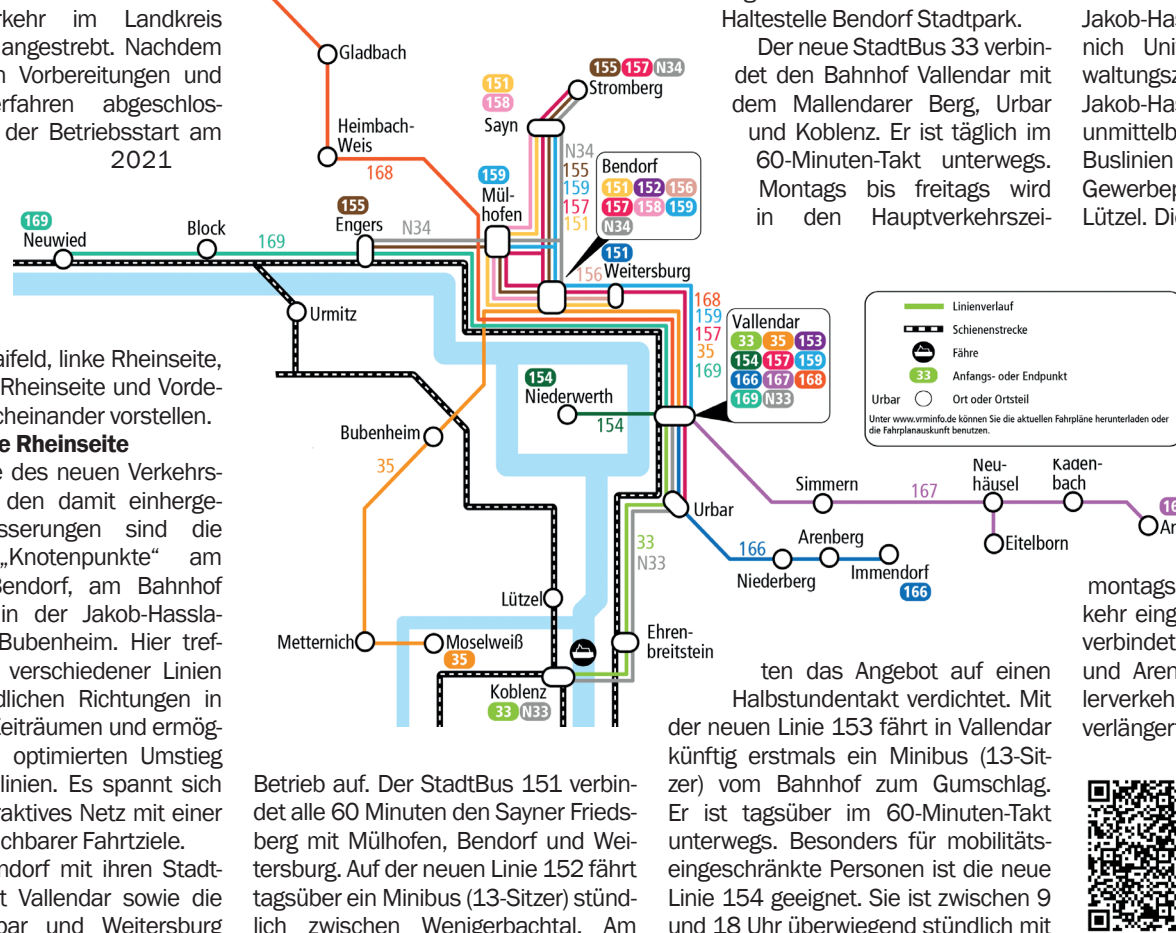 rkehr im Landkreis
angestrebt. Nachdem
n Vorbereitungen und
erfahren abgeschlos-
der Betriebsstart am
2021
aifeld, linke Rheinseite,
Rheinseite und Vorde-
cheinander vorstellen.
e Rheinseite
e des neuen Verkehrs-
den damit einherge-
sserungen sind die
„Knotenpunkte“ am
Bendorf, am Bahnhof
in der Jakob-Hassla-
Bubenheim. Hier tref-
verschiedener Linien
dlichen Richtungen in
Zeiträumen und ermög-
optimierten Umstieg
linien. Es spannt sich
raktives Netz mit einer
ichbarer Fahrtziele.
ndorf mit ihren Stadt-
t Vallendar sowie die
bar und Weitersburg
Gladbach
Heimbach-
Weis
168
151
158
Sayn
155 157 N34
Stromberg
N34
155
159
157
151
159
Mül-
hofen
Bendorf
151 152 156
157 158 159
N34
155
Engers
N34
169
Neuwied
Block
169
156
151
Weitersburg
Urmitz
168
159
157
35
169
Vallendar
33 35 153
154 157 159
166 167 168
169 N33
154
Niederwerth
154
Bubenheim
35
Linienverlauf
Schienenstrecke
Fähre
33 Anfangs- oder Endpunkt
Urbar Ort oder Ortsteil
Unter www.vrminfo.de können Sie die aktuellen Fahrpläne herunterladen oder
die Fahrplanauskunft benutzen.
Simmern
167
Neu-
häusel
Kaden-
bach
16
Ar
Eitelborn
Urbar
33
N33
166
Niederberg
Arenberg
Immendorf
166
Lützel
Metternich
Moselweiß
35
Koblenz
33 N33
Ehren-
breitstein
Betrieb auf. Der StadtBus 151 verbin-
det alle 60 Minuten den Sayner Frieds-
berg mit Mülhofen, Bendorf und Wei-
tersburg. Auf der neuen Linie 152 fährt
tagsüber ein Minibus (13-Sitzer) stünd-
lich zwischen Wenigerbachtal. Am
Haltestelle Bendorf Stadtpark.
Der neue StadtBus 33 verbin-
det den Bahnhof Vallendar mit
dem Mallendarer Berg, Urbar
und Koblenz. Er ist täglich im
60-Minuten-Takt unterwegs.
Montags bis freitags wird
in den Hauptverkehrszei-
ten das Angebot auf einen
Halbstundentakt verdichtet. Mit
der neuen Linie 153 fährt in Vallendar
künftig erstmals ein Minibus (13-Sit-
zer) vom Bahnhof zum Gumschlag.
Er ist tagsüber im 60-Minuten-Takt
unterwegs. Besonders für mobilitäts-
eingeschränkte Personen ist die neue
Linie 154 geeignet. Sie ist zwischen 9
und 18 Uhr überwiegend stündlich mit
Jakob-Has
nich Uni
waltungsz
Jakob-Has
unmittelb
Buslinien
Gewerbep
Lützel. Die
montags
kehr eing
verbindet
und Aren
lerverkeh
verlänger